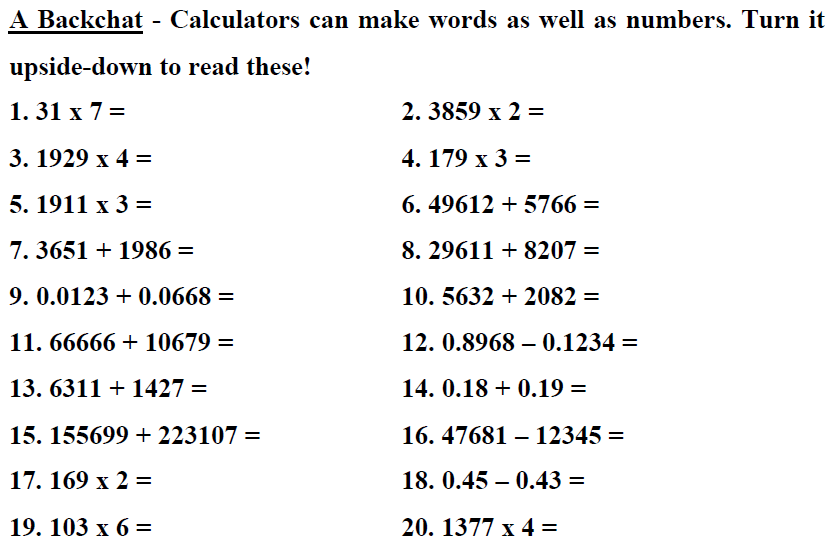 A Backchat - Calculators can make words as well as numbers. Turn it
upside-down to read these!
1. 31 x 7 = 2. 3859 x 2 =
3. 1929 x 4 = 4. 179 x 3 =
5. 1911 x 3 = 6. 49612 + 5766 =
7. 3651 + 1986 = 8. 29611 + 8207 =
9. 0.0123 + 0.0668 = 10. 5632 + 2082 =
11. 66666 + 10679 = 12. 0.8968 – 0.1234 =
13. 6311 + 1427 = 14. 0.18 + 0.19 =
15. 155699 + 223107 = 16. 47681 – 12345 =
17. 169 x 2 = 18. 0.45 – 0.43 =
19. 103 x 6 = 20. 1377 x 4 =